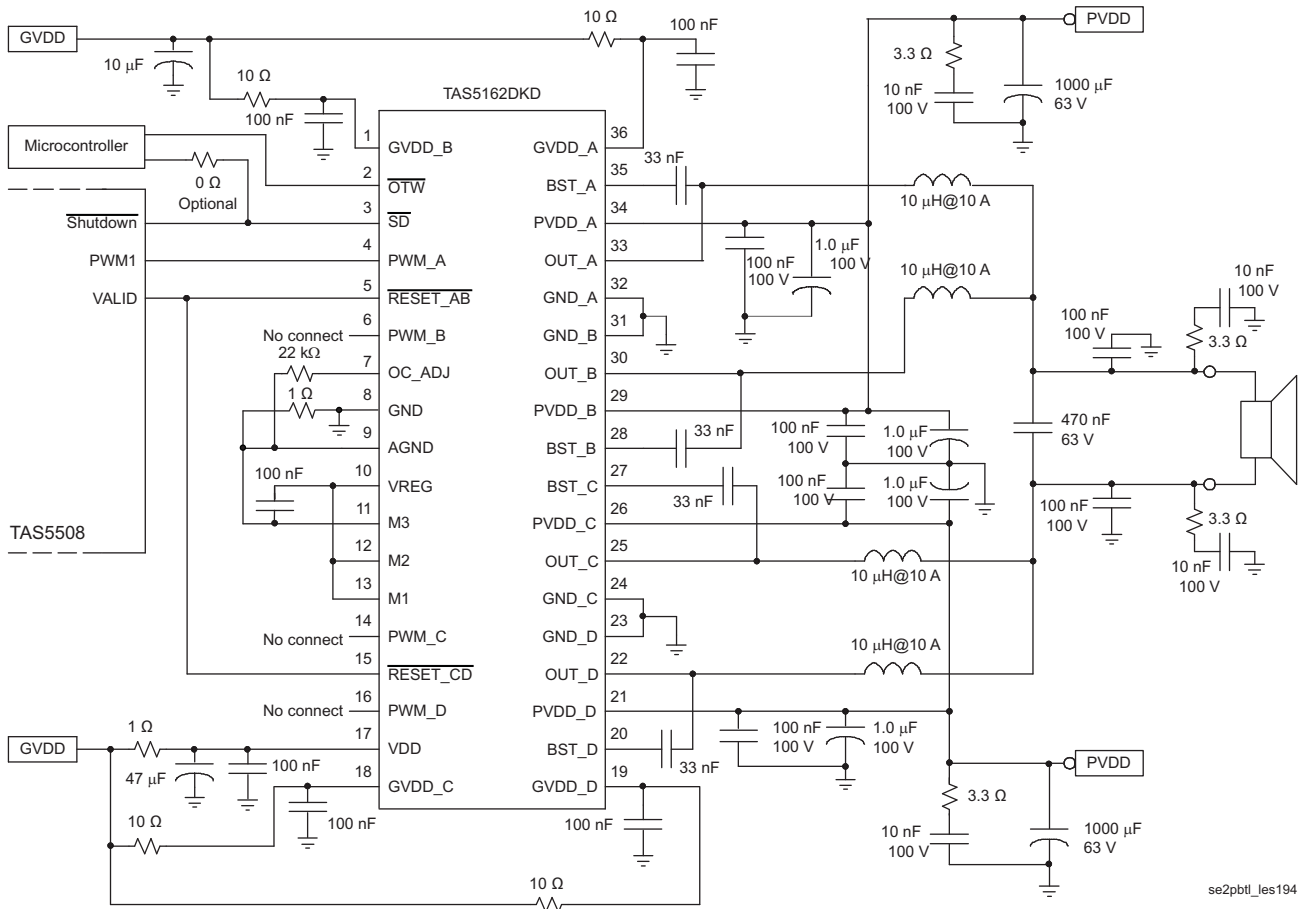 GVDD
10 Ω
100 nF
PVDD
10 µF
10 Ω
100 nF
3.3 Ω
10 nF
100 V
1000 µF
63 V
TAS5162DKD
Microcontroller
0 Ω
Optional
Shutdown
PWM1
VALID
TAS5508
No connect
22 kΩ
1 Ω
100 nF
No connect
No connect
1 GVDD_B
2 OTW
3 SD
4 PWM_A
5 RESET_AB
6 PWM_B
7 OC_ADJ
8 GND
9 AGND
10 VREG
11 M3
12 M2
13 M1
14 PWM_C
15 RESET_CD
16 PWM_D
17 VDD
18 GVDD_C
36 GVDD_A
35 BST_A
34 PVDD_A
33 OUT_A
32 GND_A
31 GND_B
30 OUT_B
29 PVDD_B
28 BST_B
27 BST_C
26 PVDD_C
25 OUT_C
24 GND_C
23 GND_D
22 OUT_D
21 PVDD_D
20 BST_D
19 GVDD_D
33 nF
10 µH@10 A
100 nF
100 V
1.0 µF
100 V
10 µH@10 A
10 nF
100 V
100 nF
100 V
3.3 Ω
33 nF
100 nF
100 V
1.0 µF
100 V
470 nF
63 V
33 nF
100 nF
100 V
1.0 µF
100 V
100 nF
100 V
3.3 Ω
10 nF
100 V
10 µH@10 A
10 µH@10 A
100 nF
100 V
1.0 µF
100 V
33 nF
PVDD
3.3 Ω
10 nF
100 V
1000 µF
63 V
GVDD
1 Ω
47 µF
100 nF
10 Ω
100 nF
100 nF
10 Ω
se2pbtl_les194